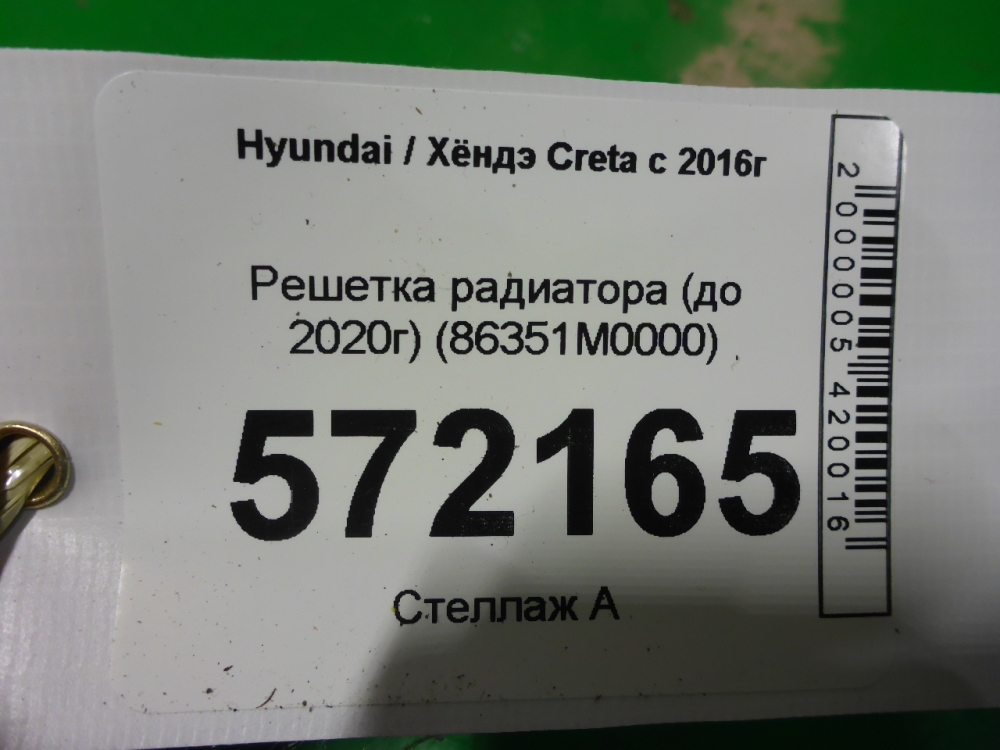 Hyundai / Хёндэ Creta с 2016г
Решетка радиатора (до
2020г) (86351M0000)
572165
Стеллаж А
2000005420016